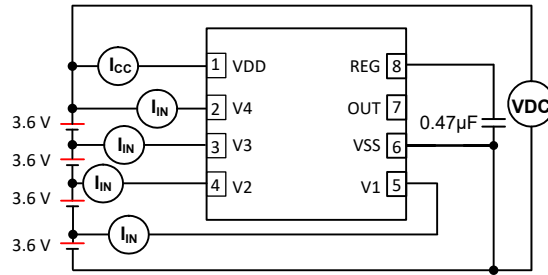 ICC 1 VDD REG 8
IIN 2 V4 OUT 7 VDC
3.6 V IIN 3 V3 VSS 6 0.47µF
3.6 V IIN 4 V2 V1 5
3.6 V
3.6 V IIN